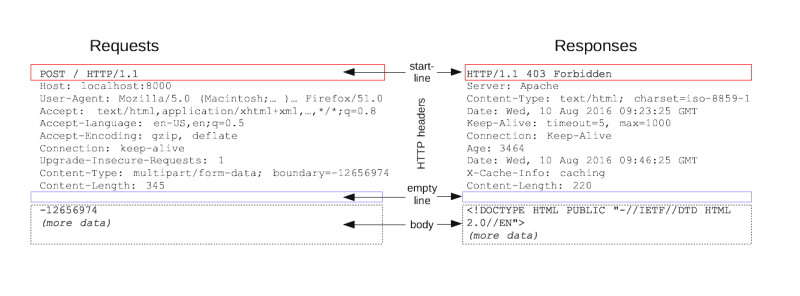 Requests
POST / HTTP/1.1
Host: localhost:8000
User-Agent: Mozilla/5.0 (Macintosh;… )… Firefox/51.0
Accept: text/html,application/xhtml+xml,…,*/*;q=0.8
Accept-Language: en-US,en;q=0.5
Accept-Encoding: gzip, deflate
Connection: keep-alive
Upgrade-Insecure-Requests: 1
Content-Type: multipart/form-data; boundary=-12656974
Content-Length: 345
-12656974
(more data)
start-
line
HTTP headers
empty
line
body
Responses
HTTP/1.1 403 Forbidden
Server: Apache
Content-Type: text/html; charset=iso-8859-1
Date: Wed, 10 Aug 2016 09:23:25 GMT
Keep-Alive: timeout=5, max=1000
Connection: Keep-Alive
Age: 3464
Date: Wed, 10 Aug 2016 09:46:25 GMT
X-Cache-Info: caching
Content-Length: 220
<!DOCTYPE HTML PUBLIC "-//IETF//DTD HTML
2.0//EN">
(more data)